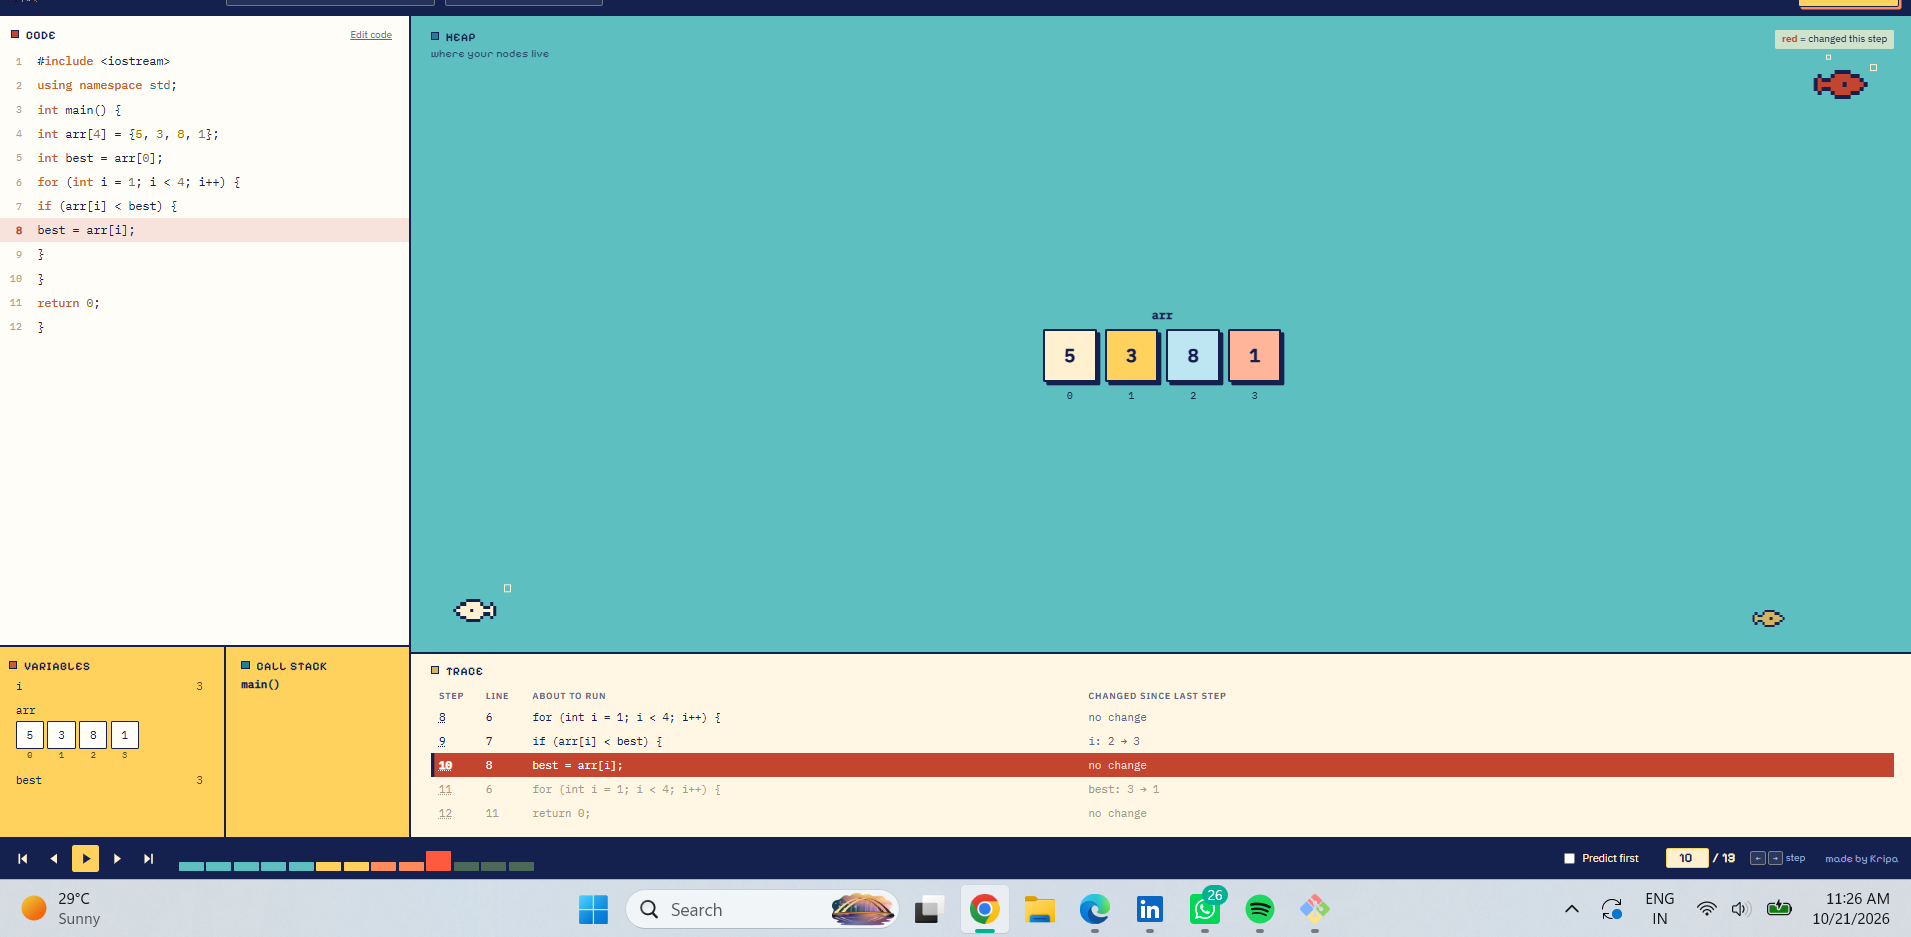 CODE
Edit code
1 #include <iostream>
2 using namespace std;
3 int main() {
4 int arr[4] = {5, 3, 8, 1};
5 int best = arr[0];
6 for (int i = 1; i < 4; i++) {
7 if (arr[i] < best) {
8 best = arr[i];
9 }
10 }
11 return 0;
12 }
HEAP
where your nodes live
red = changed this step
arr
5 3 8 1
0 1 2 3
VARIABLES
i 3
arr
5 3 8 1
0 1 2 3
best 3
CALL STACK
main()
TRACE
STEP LINE ABOUT TO RUN CHANGED SINCE LAST STEP
8 6 for (int i = 1; i < 4; i++) { no change
9 7 if (arr[i] < best) { i: 2 → 3
10 8 best = arr[i]; no change
11 6 for (int i = 1; i < 4; i++) { best: 3 → 1
12 11 return 0; no change
Predict first
10 / 13
← → step
made by Kripa
29°C
Sunny
Search
in
26
ENG
IN
11:26 AM
10/21/2026